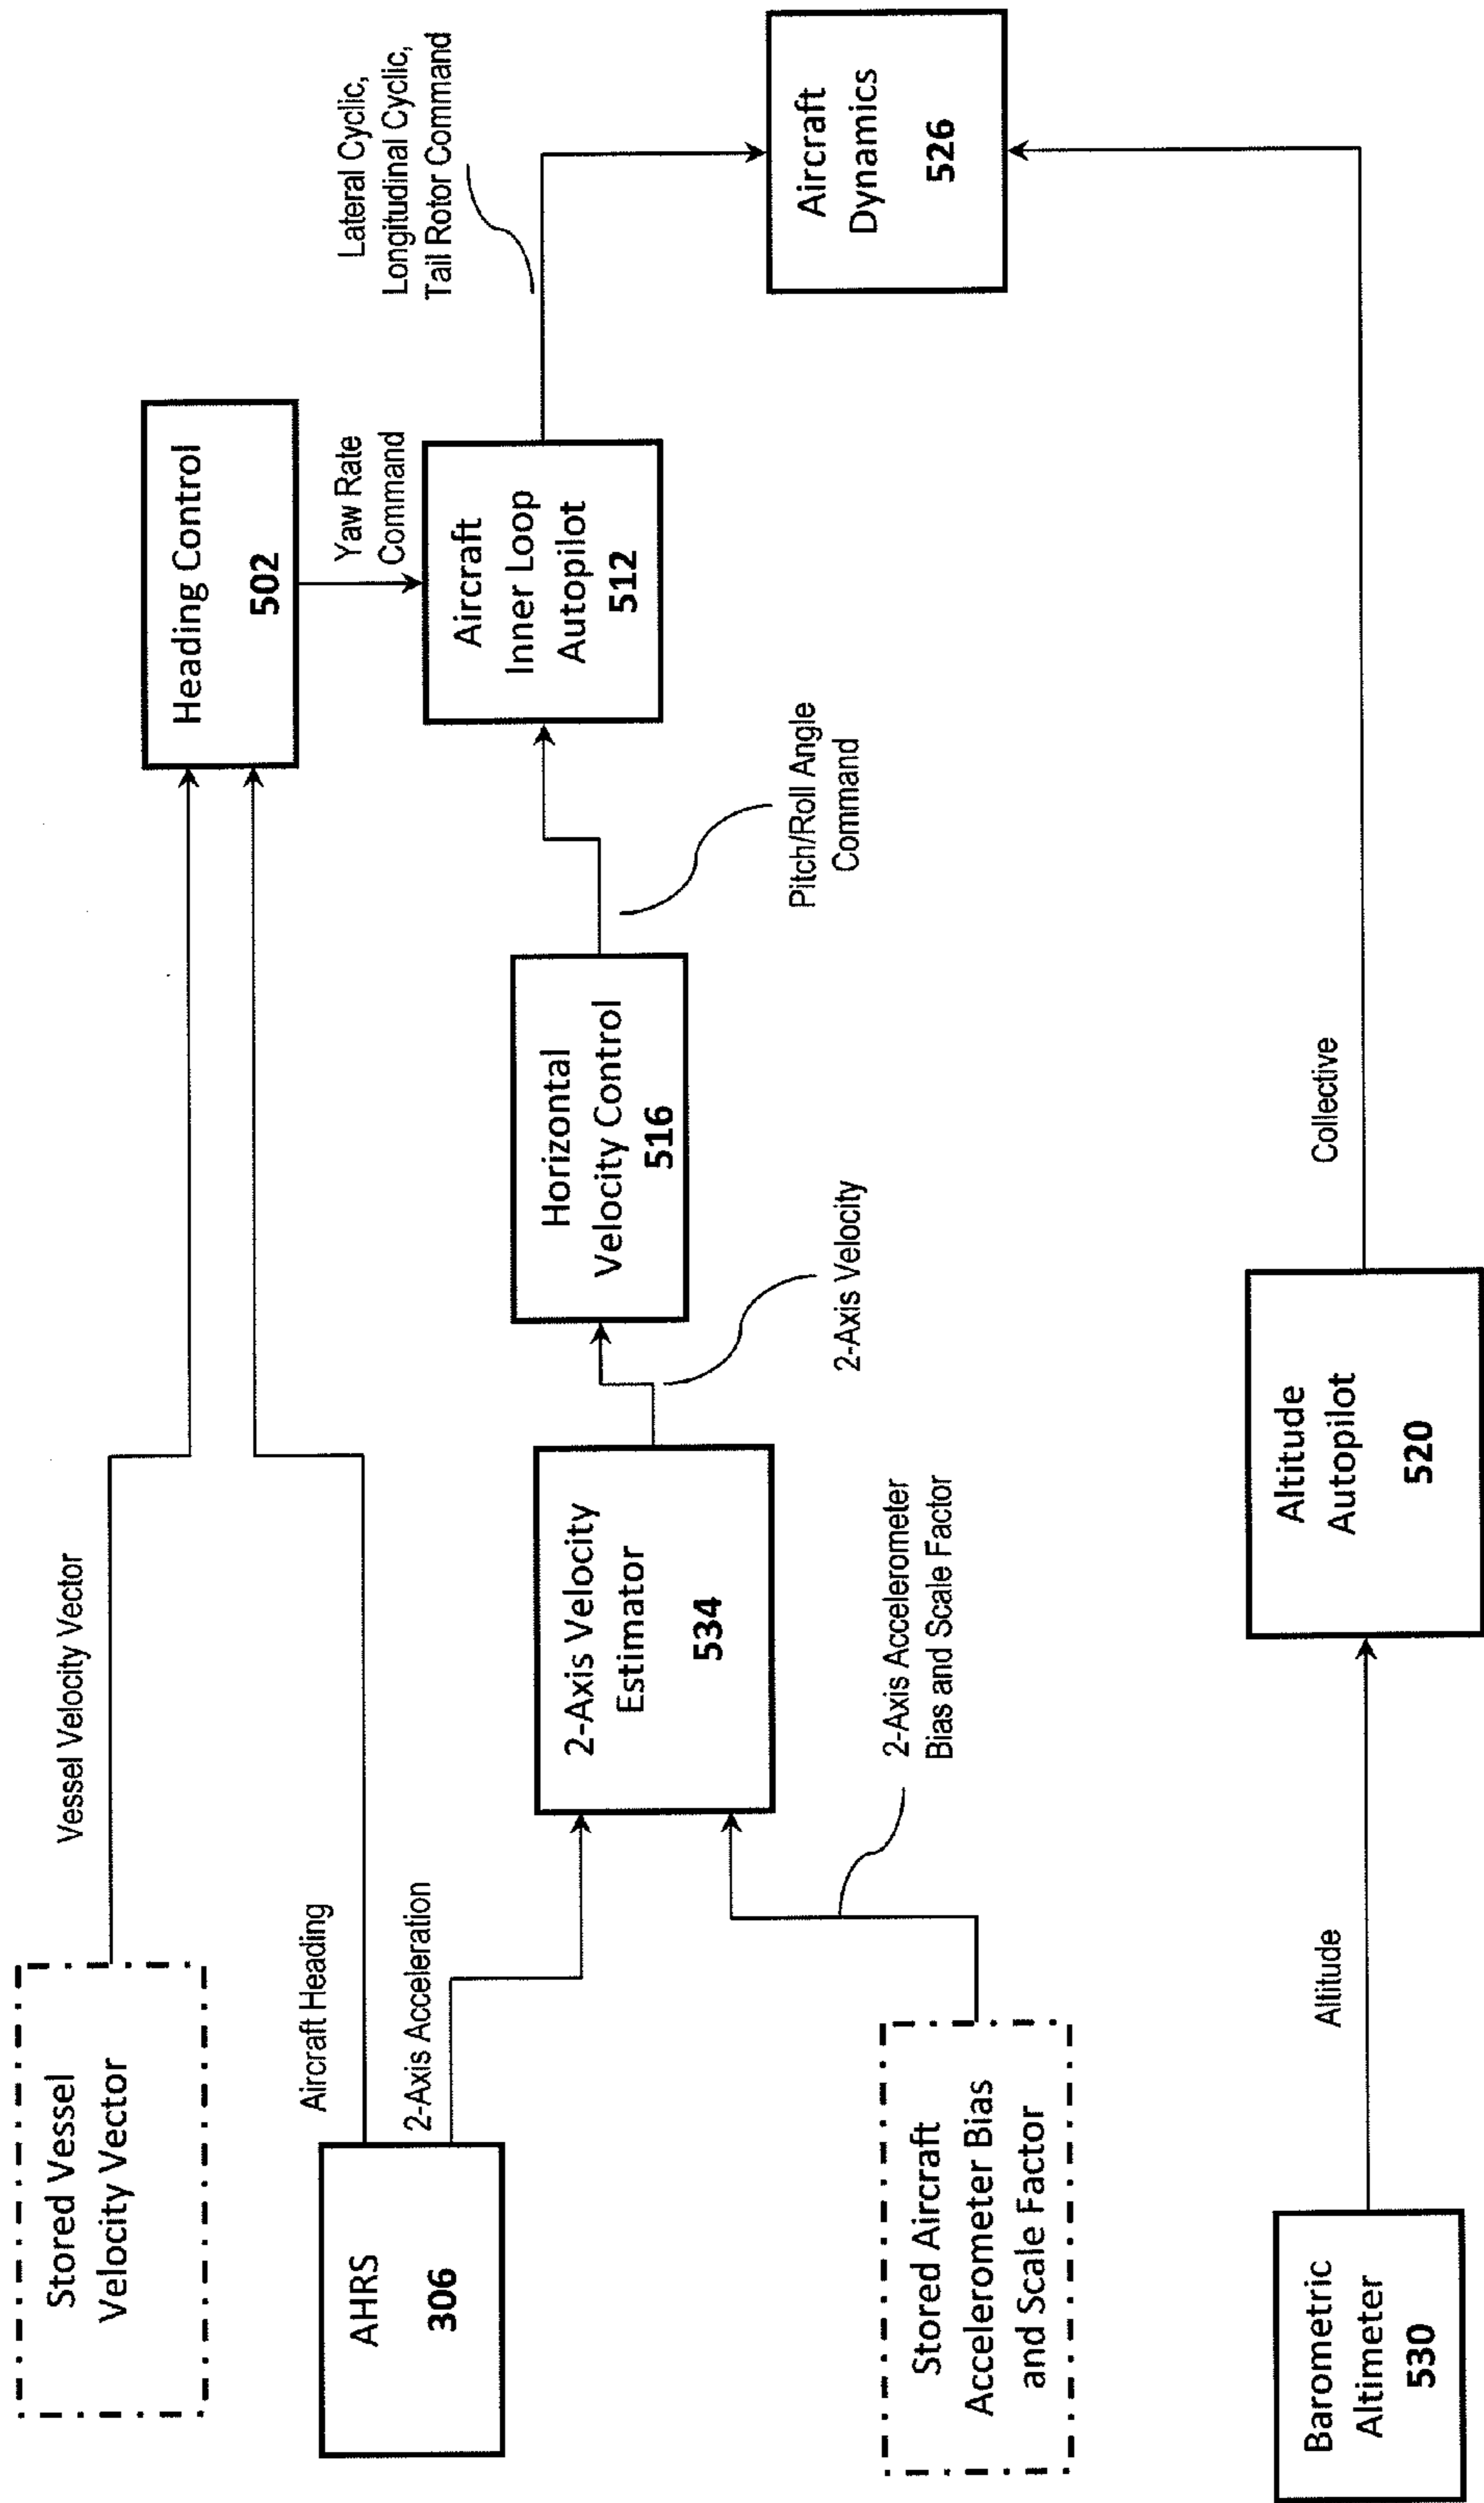 Stored Vessel
Velocity Vector
Vessel Velocity Vector
Heading Control
502
AHRS
306
Aircraft Heading
2-Axis Acceleration
Yaw Rate
Command
Lateral Cyclic,
Longitudinal Cyclic,
Tail Rotor Command
2-Axis Velocity
Estimator
534
Horizontal
Velocity Control
516
Aircraft
Inner Loop
Autopilot
512
Aircraft
Dynamics
526
Pitch/Roll Angle
Command
2-Axis Velocity
Stored Aircraft
Accelerometer Bias
and Scale Factor
2-Axis Accelerometer
Bias and Scale Factor
Barometric
Altimeter
530
Altitude
Altitude
Autopilot
520
Collective